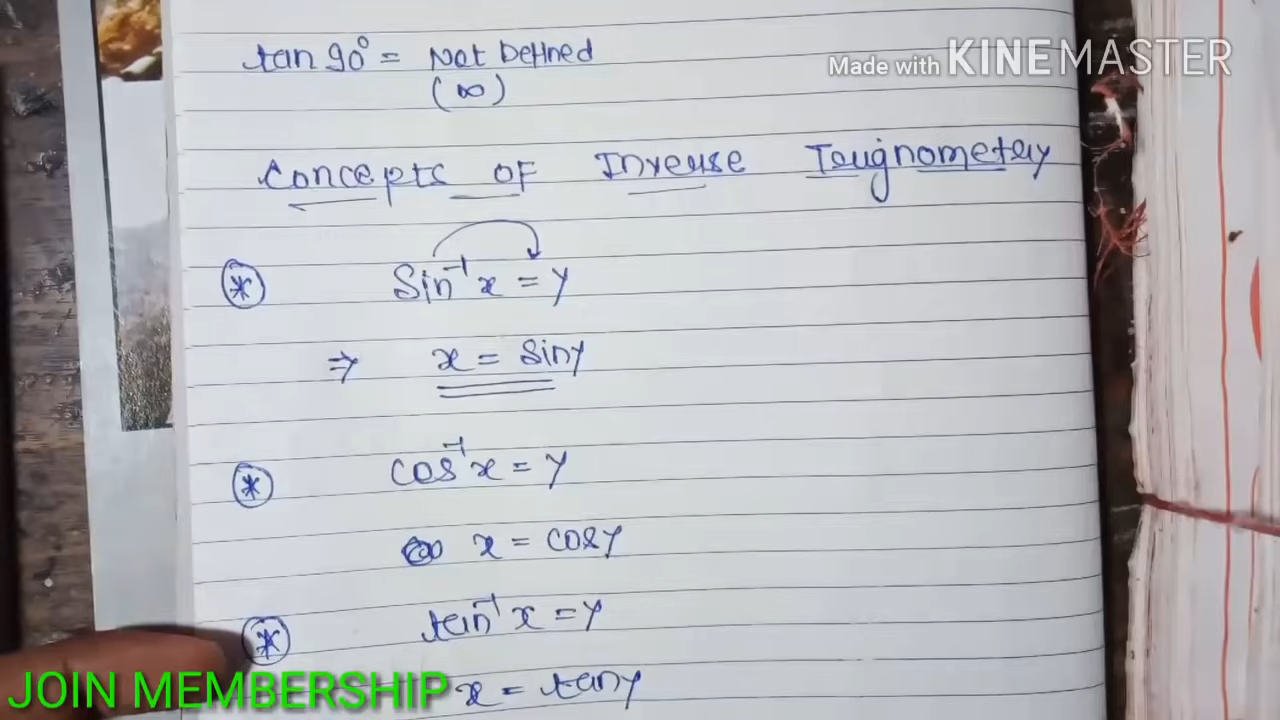 tan 90° = Not Defined
(∞)
Made with KINEMASTER
Concepts OF Inverse Trignometry
* Sin⁻¹x = y
⇒ x = Siny
* cos⁻¹x = y
x = cosy
* tan⁻¹x = y
x = tany
JOIN MEMBERSHIP